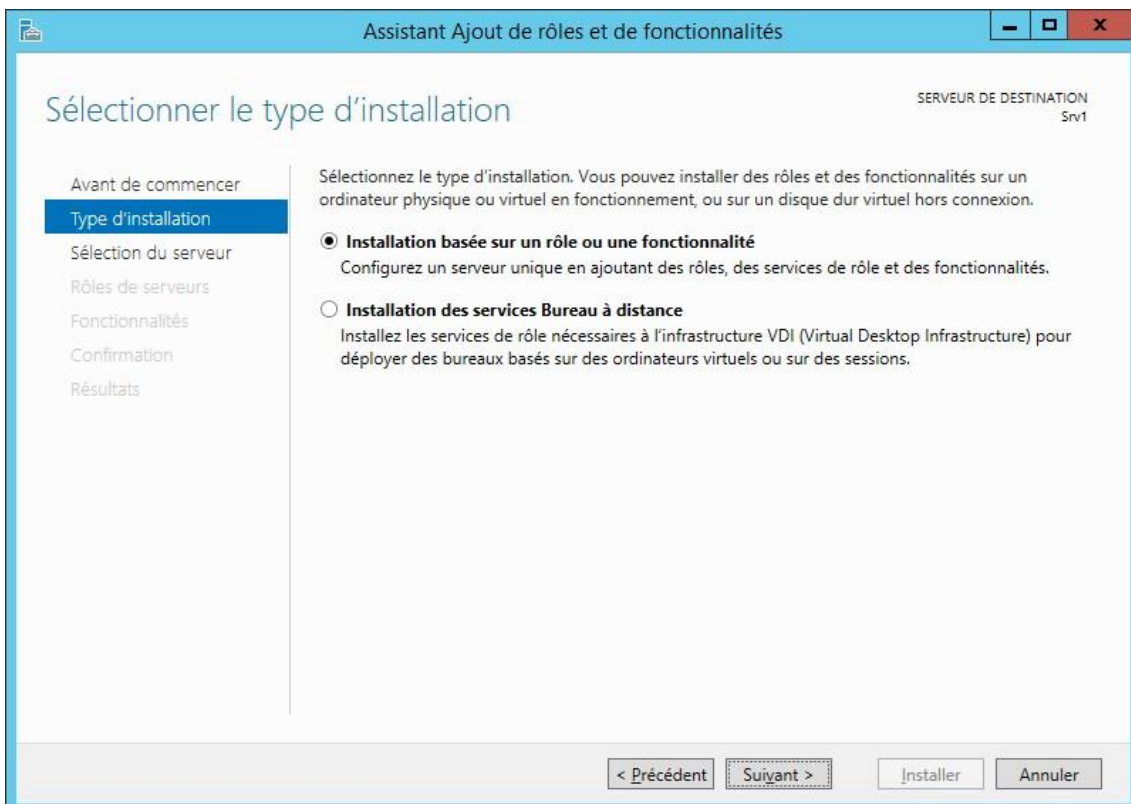 Assistant Ajout de rôles et de fonctionnalités
Sélectionner le type d'installation
SERVEUR DE DESTINATION
Srv1
Avant de commencer
Type d'installation
Sélection du serveur
Rôles de serveurs
Fonctionnalités
Confirmation
Résultats
Sélectionnez le type d'installation. Vous pouvez installer des rôles et des fonctionnalités sur un
ordinateur physique ou virtuel en fonctionnement, ou sur un disque dur virtuel hors connexion.
Installation basée sur un rôle ou une fonctionnalité
Configurez un serveur unique en ajoutant des rôles, des services de rôle et des fonctionnalités.
Installation des services Bureau à distance
Installez les services de rôle nécessaires à l'infrastructure VDI (Virtual Desktop Infrastructure) pour
déployer des bureaux basés sur des ordinateurs virtuels ou sur des sessions.
< Précédent
Suivant >
Installer
Annuler